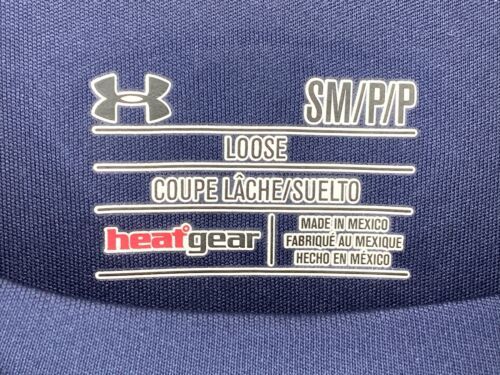 SM/P/P
LOOSE
COUPE LÂCHE/SUELTO
heatgear
MADE IN MEXICO
FABRIQUÉ AU MEXIQUE
HECHO EN MÉXICO